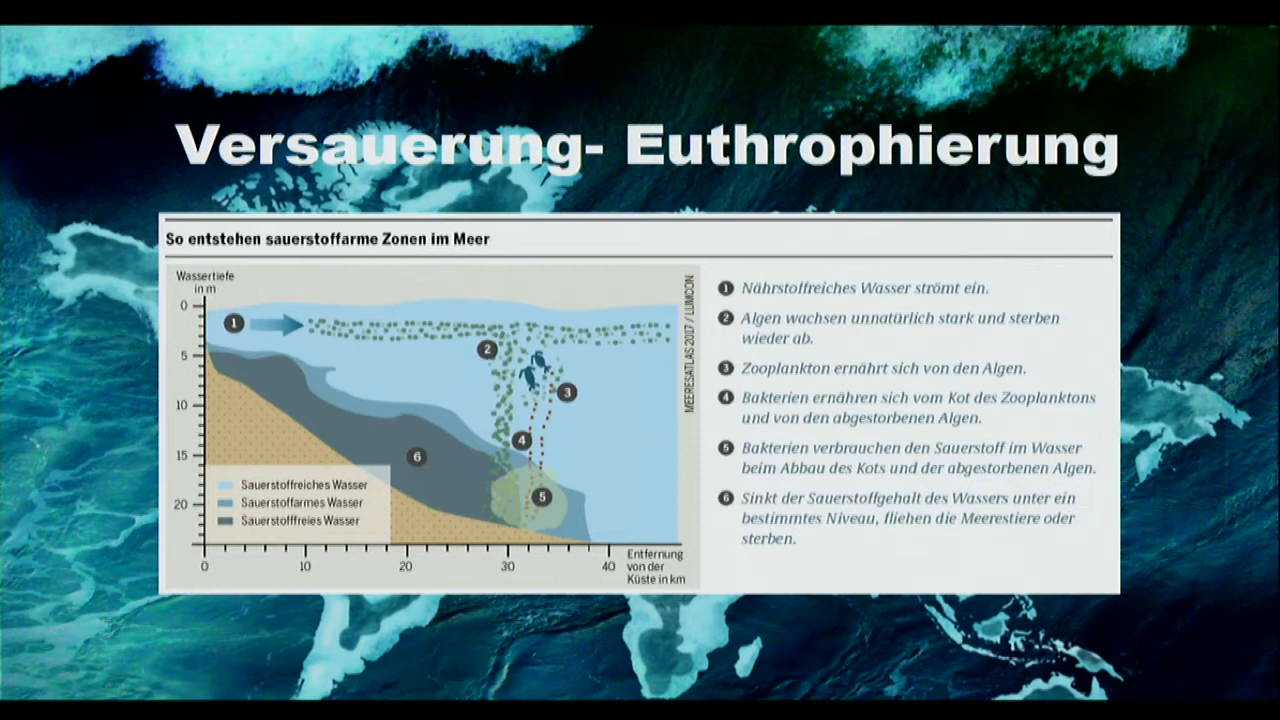 Versauerung- Euthrophierung
So entstehen sauerstoffarme Zonen im Meer
Wassertiefe
in m
0
5
10
15
20
1
2
3
4
5
6
Sauerstoffreiches Wasser
Sauerstoffarmes Wasser
Sauerstofffreies Wasser
0
10
20
30
40
Entfernung
von der
Küste in km
MEERESATLAS 2017 / LUMCON
1 Nährstoffreiches Wasser strömt ein.
2 Algen wachsen unnatürlich stark und sterben
wieder ab.
3 Zooplankton ernährt sich von den Algen.
4 Bakterien ernähren sich vom Kot des Zooplanktons
und von den abgestorbenen Algen.
5 Bakterien verbrauchen den Sauerstoff im Wasser
beim Abbau des Kots und der abgestorbenen Algen.
6 Sinkt der Sauerstoffgehalt des Wassers unter ein
bestimmtes Niveau, fliehen die Meerestiere oder
sterben.